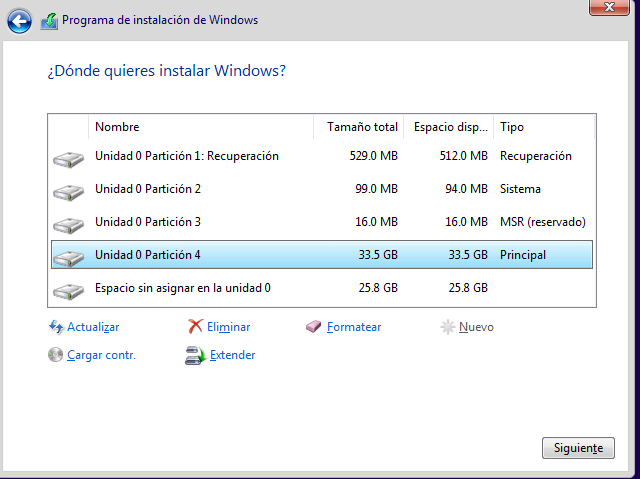 Programa de instalación de Windows
¿Dónde quieres instalar Windows?
Nombre Tamaño total Espacio disp... Tipo
Unidad 0 Partición 1: Recuperación 529.0 MB 512.0 MB Recuperación
Unidad 0 Partición 2 99.0 MB 94.0 MB Sistema
Unidad 0 Partición 3 16.0 MB 16.0 MB MSR (reservado)
Unidad 0 Partición 4 33.5 GB 33.5 GB Principal
Espacio sin asignar en la unidad 0 25.8 GB 25.8 GB
Actualizar Eliminar Formatear Nuevo
Cargar contr. Extender
Siguiente